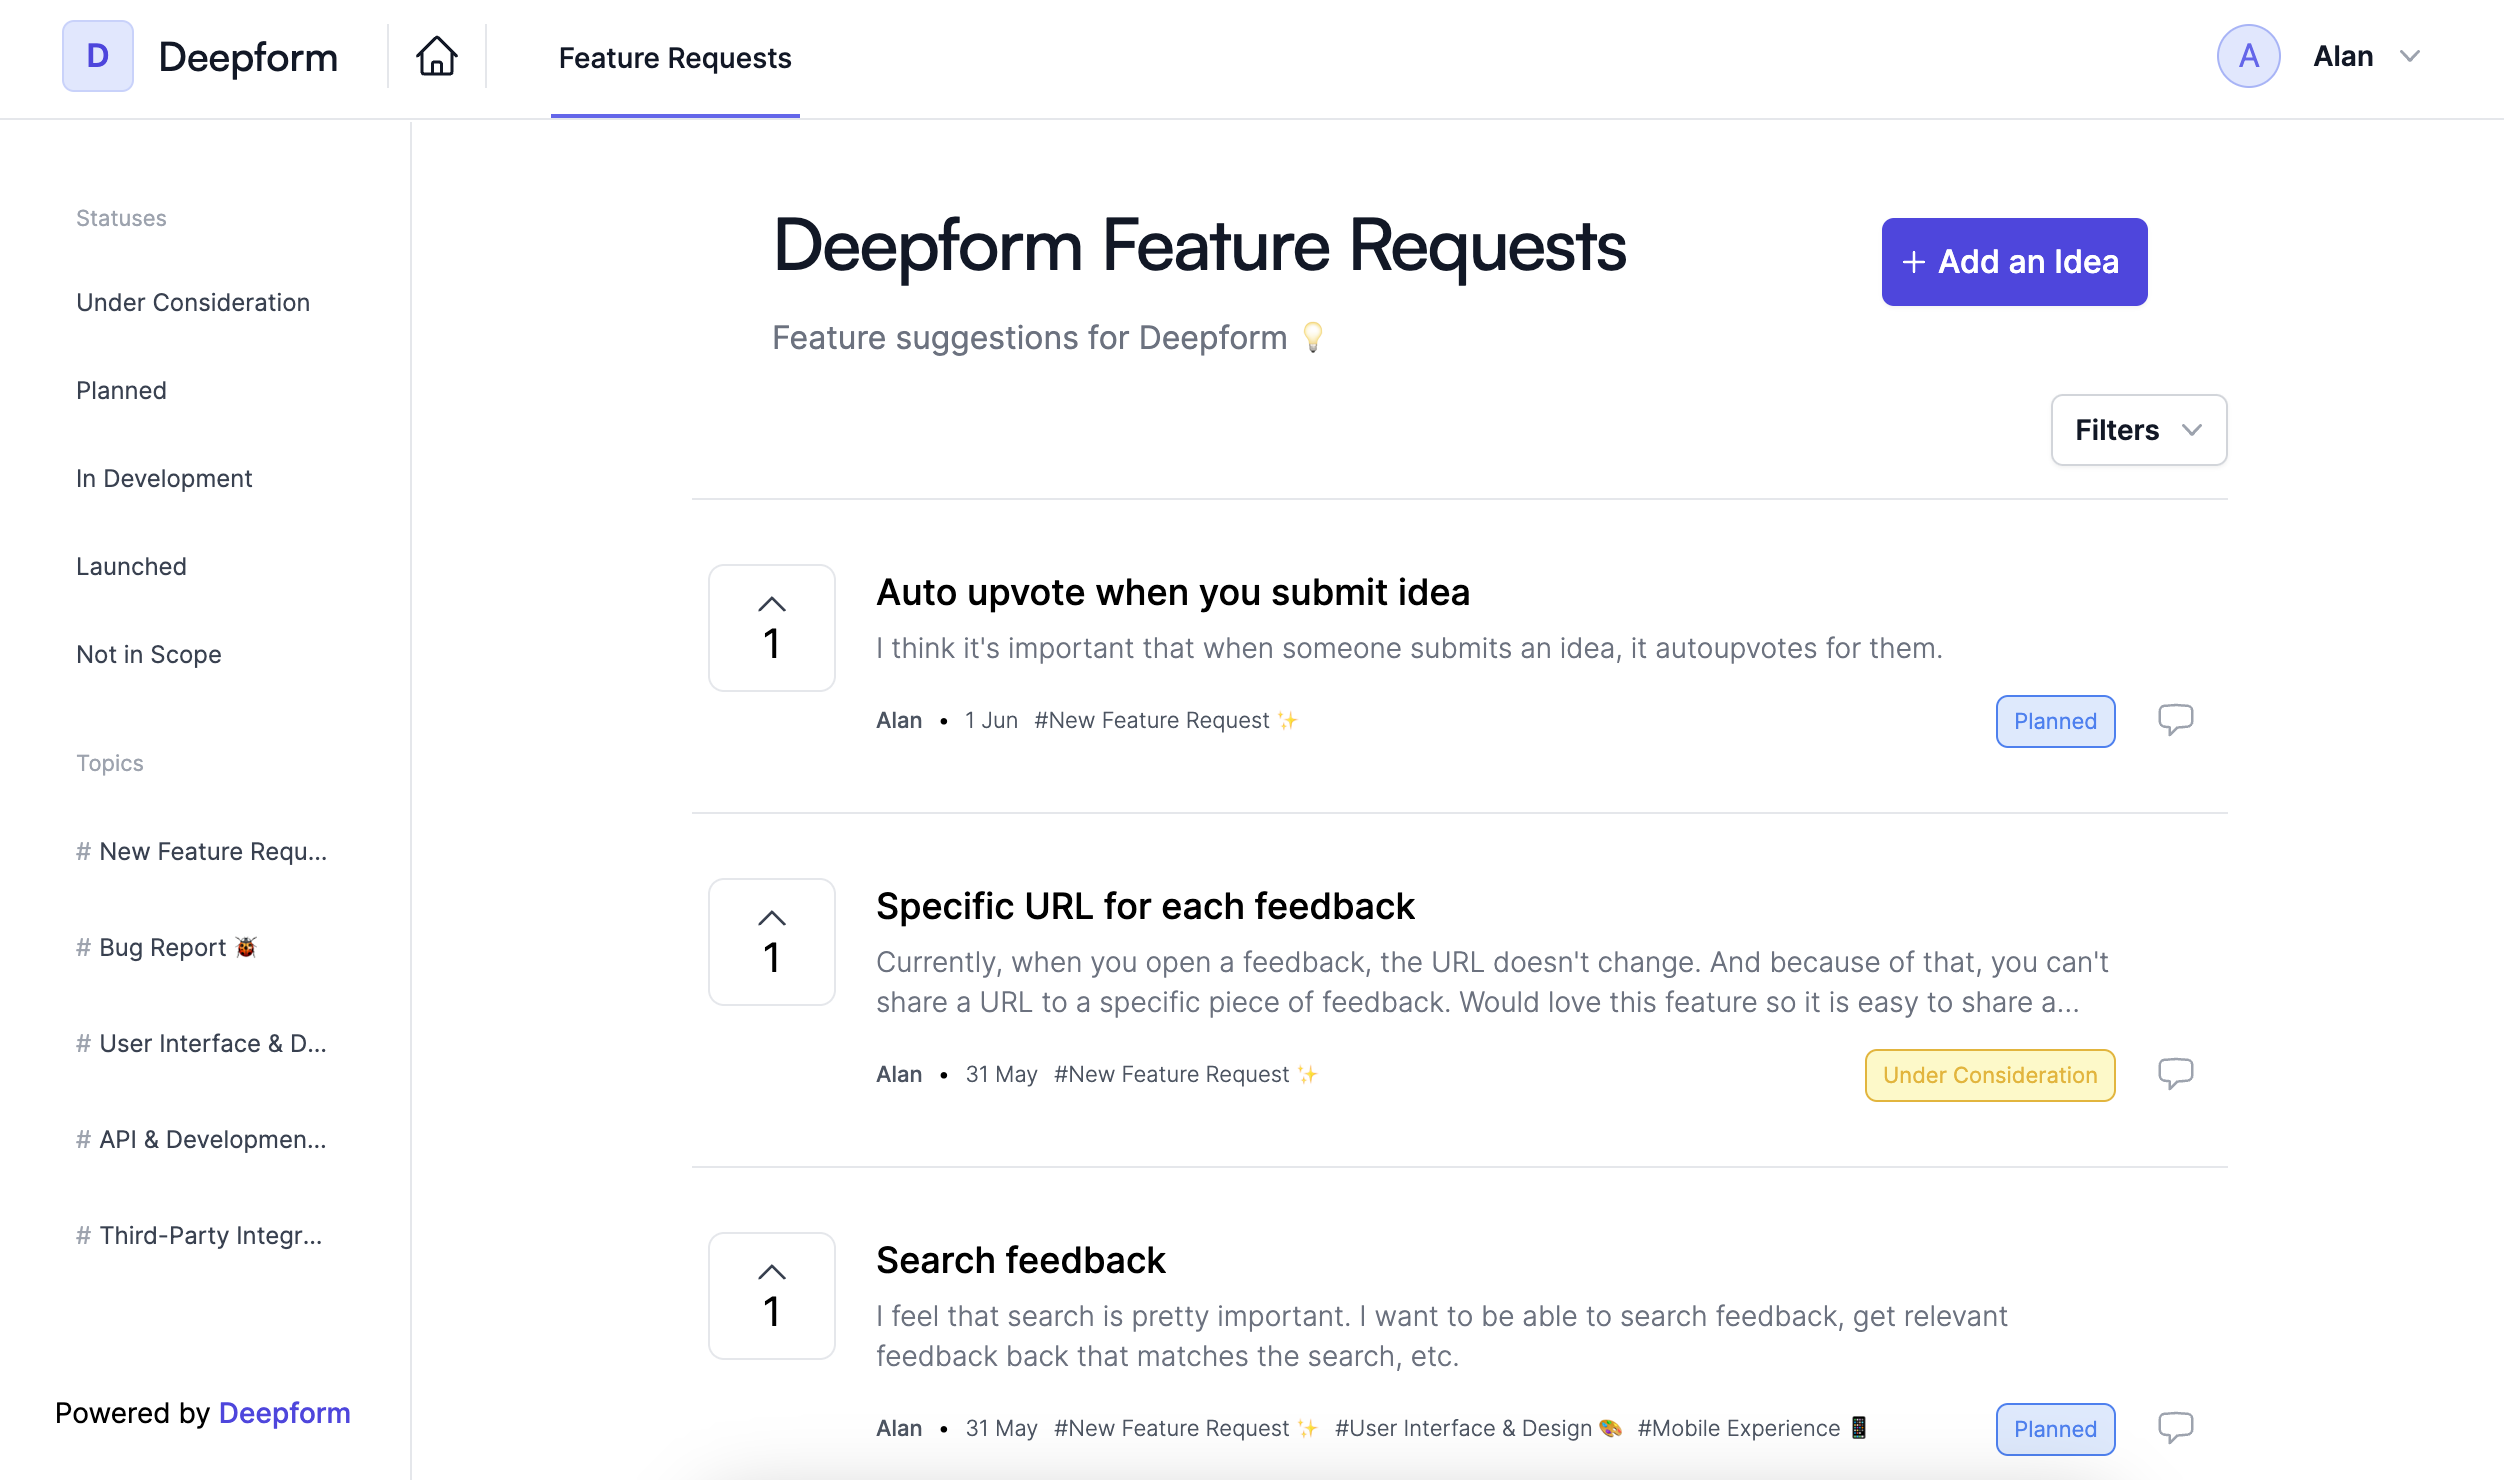 D Deepform Feature Requests A Alan
Statuses
Under Consideration
Planned
In Development
Launched
Not in Scope
Topics
# New Feature Requ...
# Bug Report 🐞
# User Interface & D...
# API & Developmen...
# Third-Party Integr...
Powered by Deepform
Deepform Feature Requests
+ Add an Idea
Feature suggestions for Deepform 💡
Filters
1
Auto upvote when you submit idea
I think it's important that when someone submits an idea, it autoupvotes for them.
Alan • 1 Jun #New Feature Request ✨ Planned
1
Specific URL for each feedback
Currently, when you open a feedback, the URL doesn't change. And because of that, you can't
share a URL to a specific piece of feedback. Would love this feature so it is easy to share a...
Alan • 31 May #New Feature Request ✨ Under Consideration
1
Search feedback
I feel that search is pretty important. I want to be able to search feedback, get relevant
feedback back that matches the search, etc.
Alan • 31 May #New Feature Request ✨ #User Interface & Design 🎨 #Mobile Experience 📱 Planned